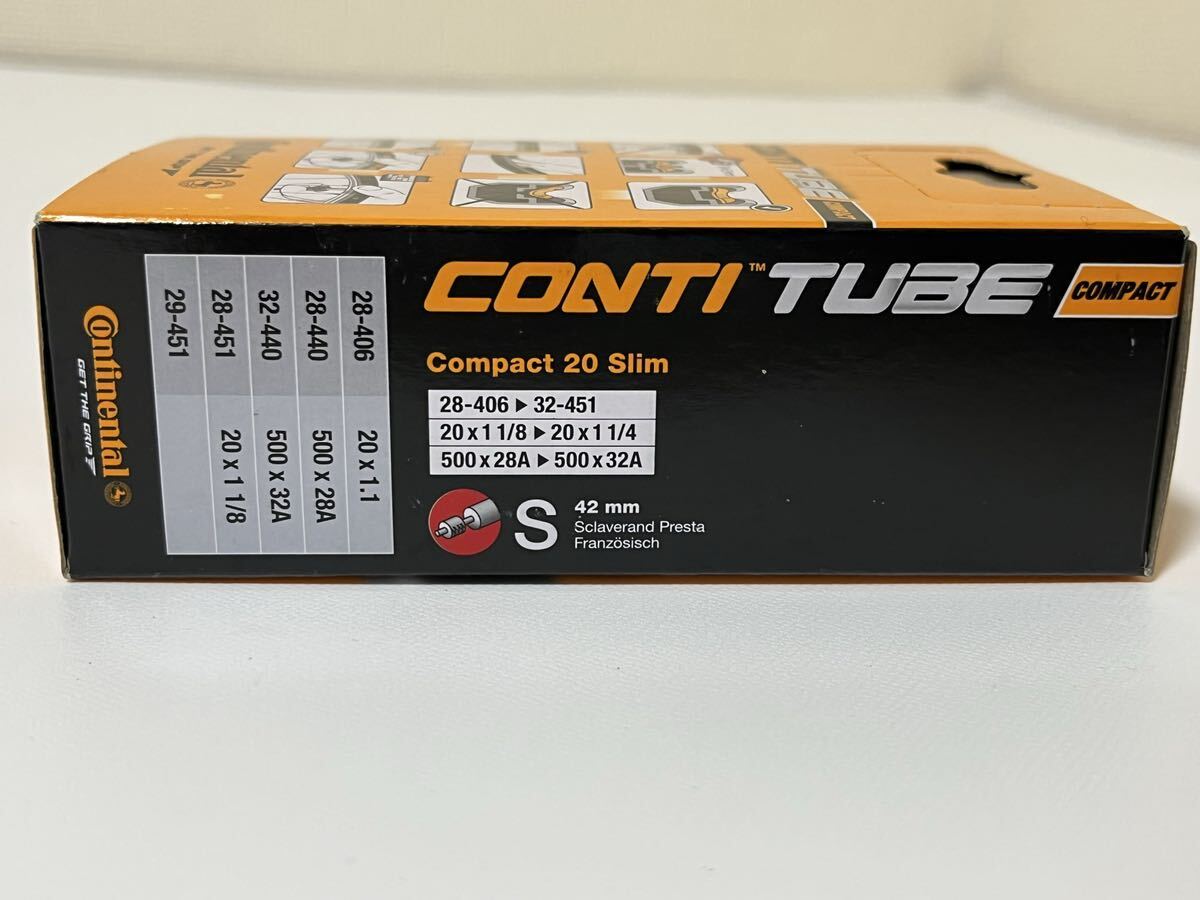 CONTI™ TUBE COMPACT
Compact 20 Slim
28-406 ▶ 32-451
20 x 1 1/8 ▶ 20 x 1 1/4
500 x 28A ▶ 500 x 32A
S
42 mm
Sclaverand Presta
Französisch
28-406 20 x 1.1
28-440 500 x 28A
32-440 500 x 32A
28-451 20 x 1 1/8
29-451
Continental
GET THE GRIP